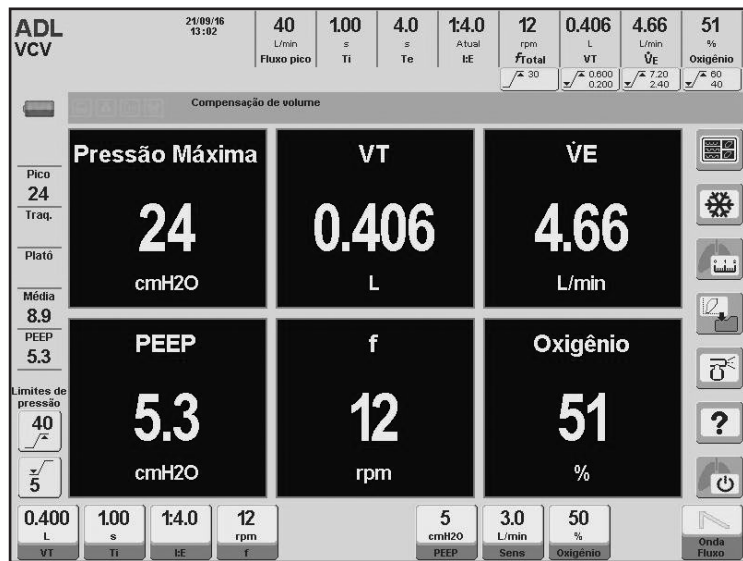 ADL
VCV
21/09/16
13:02
40
L/min
Fluxo pico
1.00
s
Ti
4.0
s
Te
1:4.0
Atual
I:E
12
rpm
fTotal
30
0.406
L
VT
0.600
0.200
4.66
L/min
V̇E
7.20
2.40
51
%
Oxigênio
60
40
Compensação de volume
Pico
24
Traq.
Platô
Média
8.9
PEEP
5.3
Limites de
pressão
40
5
Pressão Máxima
24
cmH2O
VT
0.406
L
V̇E
4.66
L/min
PEEP
5.3
cmH2O
f
12
rpm
Oxigênio
51
%
?
0.400
L
VT
1.00
s
Ti
1:4.0
I:E
12
rpm
f
5
cmH2O
PEEP
3.0
L/min
Sens
50
%
Oxigênio
Onda
Fluxo